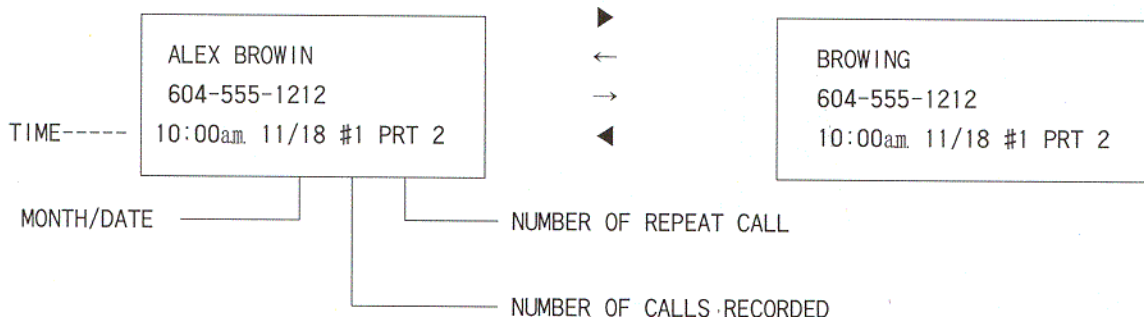 ALEX BROWIN
604-555-1212
TIME----- 10:00am. 11/18 #1 PRT 2
▶
←
→
◀
BROWING
604-555-1212
10:00am. 11/18 #1 PRT 2
MONTH/DATE
NUMBER OF REPEAT CALL
NUMBER OF CALLS RECORDED